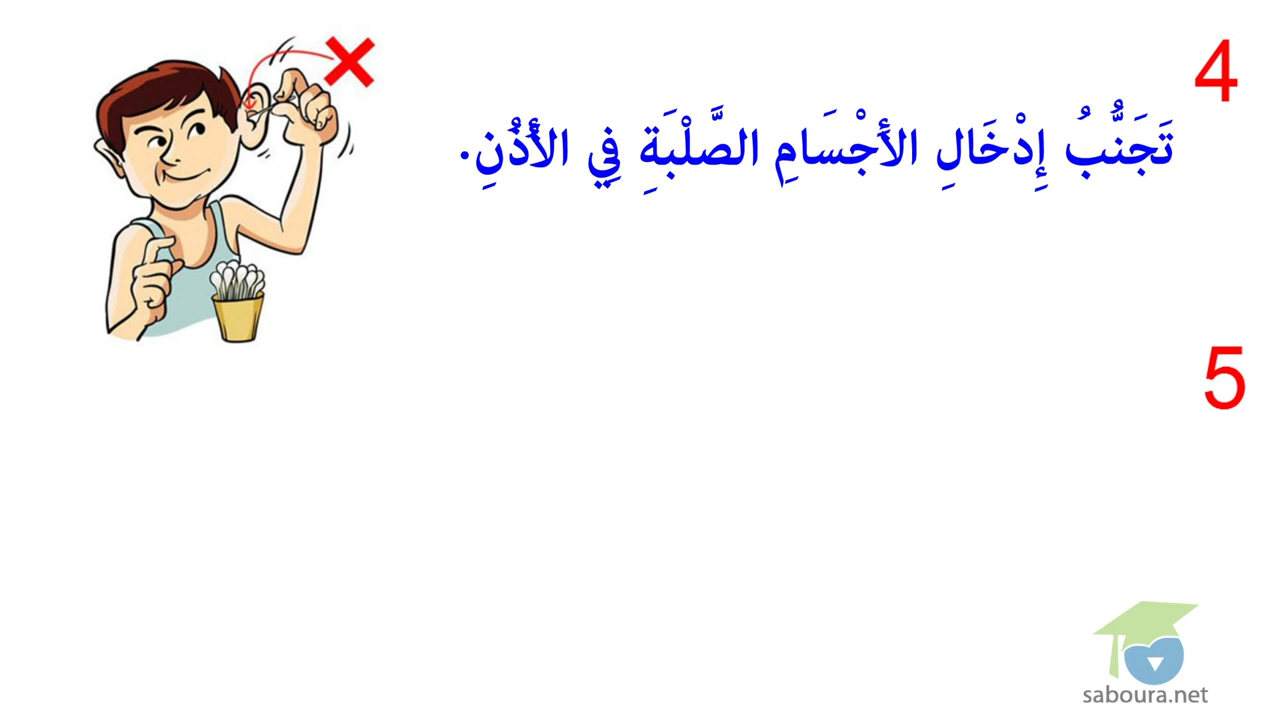 4
تَجَنُّبُ إِدْخَالِ الأَجْسَامِ الصَّلْبَةِ فِي الأُذُنِ.
5
saboura.net